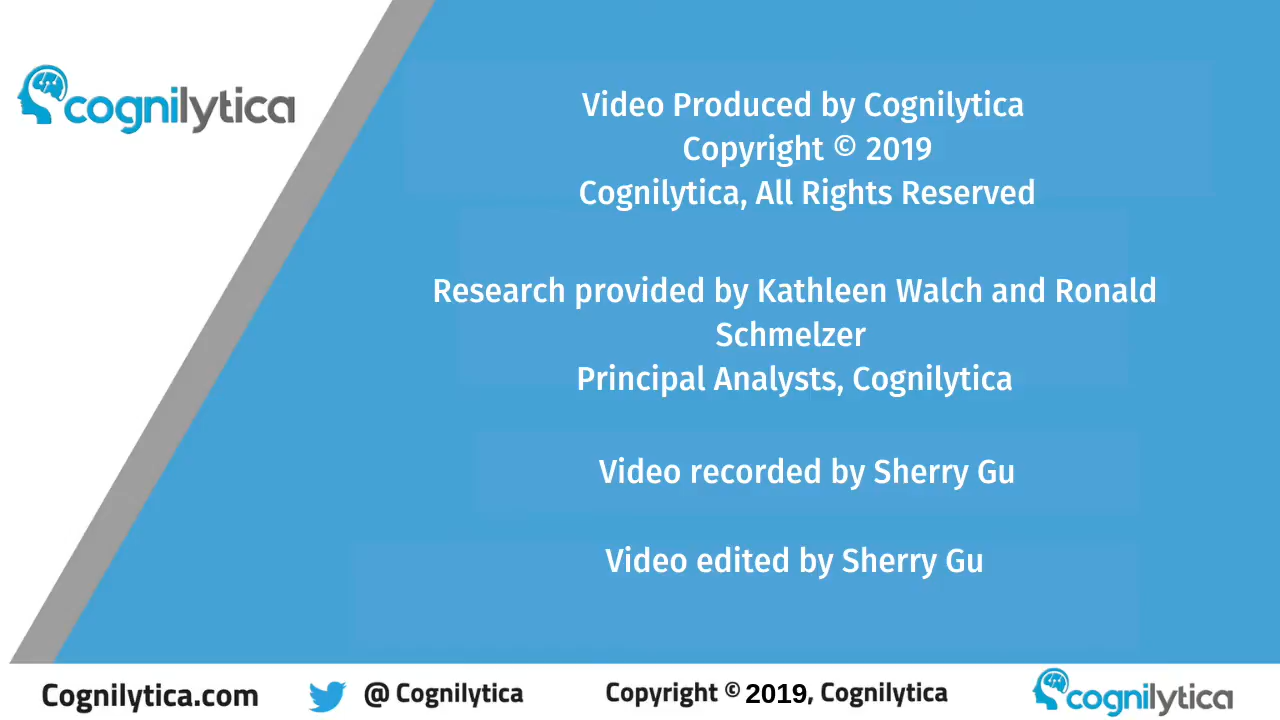 cognilytica
Video Produced by Cognilytica
Copyright © 2019
Cognilytica, All Rights Reserved
Research provided by Kathleen Walch and Ronald
Schmelzer
Principal Analysts, Cognilytica
Video recorded by Sherry Gu
Video edited by Sherry Gu
Cognilytica.com
@ Cognilytica
Copyright © 2019, Cognilytica
cognilytica